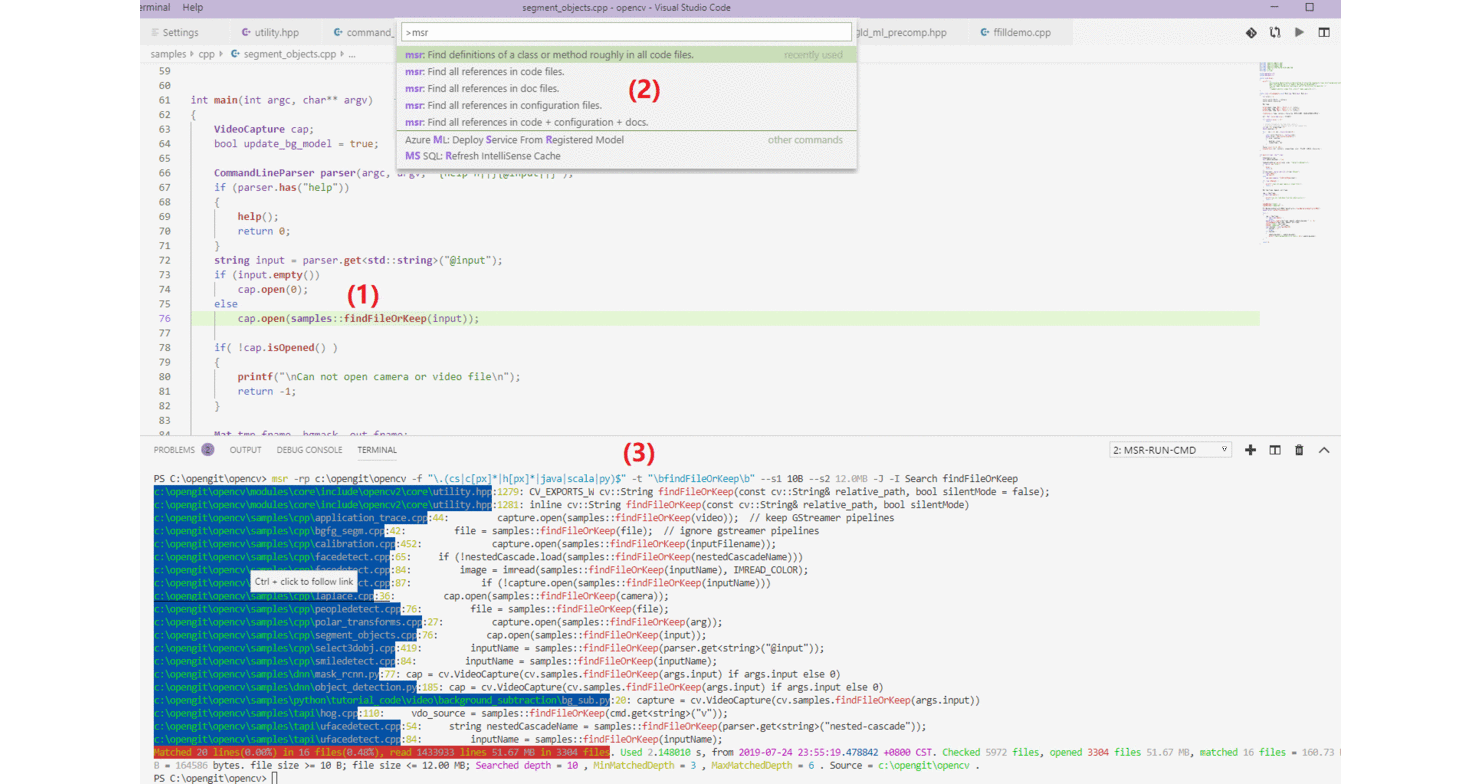 erminal Help segment_objects.cpp - opencv - Visual Studio Code
Settings utility.hpp command_ gld_ml_precomp.hpp ffilldemo.cpp
>msr
samples › cpp › segment_objects.cpp › ...
msr: Find definitions of a class or method roughly in all code files. recently used
msr: Find all references in code files.
msr: Find all references in doc files.
msr: Find all references in configuration files.
msr: Find all references in code + configuration + docs.
Azure ML: Deploy Service From Registered Model other commands
MS SQL: Refresh IntelliSense Cache
(2)
59
60
61 int main(int argc, char** argv)
62 {
63 VideoCapture cap;
64 bool update_bg_model = true;
65
66 CommandLineParser parser(argc, argv, "{help h||}{@input||}");
67 if (parser.has("help"))
68 {
69 help();
70 return 0;
71 }
72 string input = parser.get<std::string>("@input");
73 if (input.empty())
74 cap.open(0);
75 else
(1)
76 cap.open(samples::findFileOrKeep(input));
77
78 if( !cap.isOpened() )
79 {
80 printf("\nCan not open camera or video file\n");
81 return -1;
82 }
83
84 Mat tmp_frame, bgmask, out_frame;
PROBLEMS 2 OUTPUT DEBUG CONSOLE TERMINAL (3) 2: MSR-RUN-CMD
PS C:\opengit\opencv> msr -rp c:\opengit\opencv -f "\.(cs|c[px]*|h[px]*|java|scala|py)$" -t "\bfindFileOrKeep\b" --s1 10B --s2 12.0MB -J -I Search findFileOrKeep
c:\opengit\opencv\modules\core\include\opencv2\core\utility.hpp:1279: CV_EXPORTS_W cv::String findFileOrKeep(const cv::String& relative_path, bool silentMode = false);
c:\opengit\opencv\modules\core\include\opencv2\core\utility.hpp:1281: inline cv::String findFileOrKeep(const cv::String& relative_path, bool silentMode)
c:\opengit\opencv\samples\cpp\application_trace.cpp:44: capture.open(samples::findFileOrKeep(video)); // keep GStreamer pipelines
c:\opengit\opencv\samples\cpp\bgfg_segm.cpp:42: file = samples::findFileOrKeep(file); // ignore gstreamer pipelines
c:\opengit\opencv\samples\cpp\calibration.cpp:452: capture.open(samples::findFileOrKeep(inputFilename));
c:\opengit\opencv\samples\cpp\facedetect.cpp:65: if (!nestedCascade.load(samples::findFileOrKeep(nestedCascadeName)))
c:\opengit\opencv\samples\cpp\facedetect.cpp:84: image = imread(samples::findFileOrKeep(inputName), IMREAD_COLOR);
c:\opengit\opencv\ Ctrl + click to follow link ct.cpp:87: if (!capture.open(samples::findFileOrKeep(inputName)))
c:\opengit\opencv\samples\cpp\laplace.cpp:36: cap.open(samples::findFileOrKeep(camera));
c:\opengit\opencv\samples\cpp\peopledetect.cpp:76: file = samples::findFileOrKeep(file);
c:\opengit\opencv\samples\cpp\polar_transforms.cpp:27: capture.open(samples::findFileOrKeep(arg));
c:\opengit\opencv\samples\cpp\segment_objects.cpp:76: cap.open(samples::findFileOrKeep(input));
c:\opengit\opencv\samples\cpp\select3dobj.cpp:419: inputName = samples::findFileOrKeep(parser.get<string>("@input"));
c:\opengit\opencv\samples\cpp\smiledetect.cpp:84: inputName = samples::findFileOrKeep(inputName);
c:\opengit\opencv\samples\dnn\mask_rcnn.py:77: cap = cv.VideoCapture(cv.samples.findFileOrKeep(args.input) if args.input else 0)
c:\opengit\opencv\samples\dnn\object_detection.py:185: cap = cv.VideoCapture(cv.samples.findFileOrKeep(args.input) if args.input else 0)
c:\opengit\opencv\samples\python\tutorial_code\video\background_subtraction\bg_sub.py:20: capture = cv.VideoCapture(cv.samples.findFileOrKeep(args.input))
c:\opengit\opencv\samples\tapi\hog.cpp:110: vdo_source = samples::findFileOrKeep(cmd.get<string>("v"));
c:\opengit\opencv\samples\tapi\ufacedetect.cpp:54: string nestedCascadeName = samples::findFileOrKeep(parser.get<string>("nested-cascade"));
c:\opengit\opencv\samples\tapi\ufacedetect.cpp:84: inputName = samples::findFileOrKeep(inputName);
Matched 20 lines(0.00%) in 16 files(0.48%), read 1433933 lines 51.67 MB in 3304 files. Used 2.148010 s, from 2019-07-24 23:55:19.478842 +0800 CST. Checked 5972 files, opened 3304 files 51.67 MB, matched 16 files = 160.73
B = 164586 bytes. file size >= 10 B; file size <= 12.00 MB; Searched depth = 10 , MinMatchedDepth = 3 , MaxMatchedDepth = 6 . Source = c:\opengit\opencv .
PS C:\opengit\opencv>